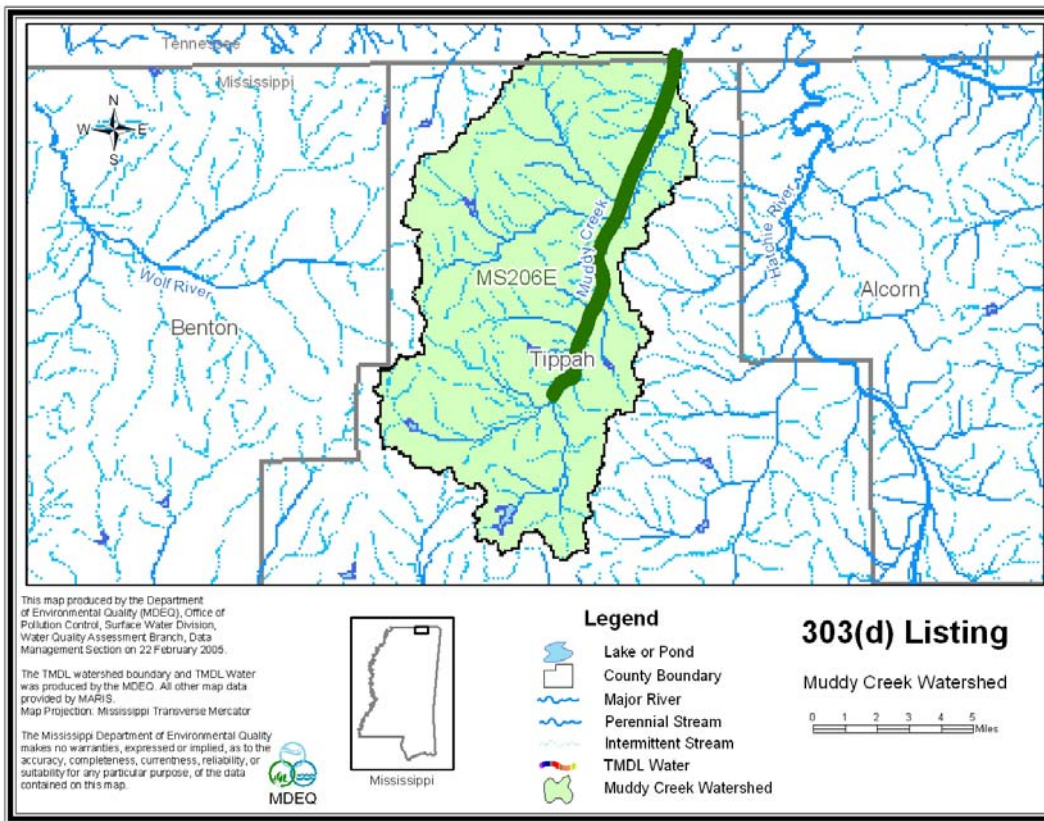 Tennessee
Mississippi
N
W E
S
Wolf River
Benton
MS206E
Muddy Creek
Tippah
Hatchie River
Alcorn
This map produced by the Department
of Environmental Quality (MDEQ), Office of
Pollution Control, Surface Water Division,
Water Quality Assessment Branch, Data
Management Section on 22 February 2005.
The TMDL watershed boundary and TMDL Water
was produced by the MDEQ. All other map data
provided by MARIS.
Map Projection: Mississippi Transverse Mercator
The Mississippi Department of Environmental Quality
makes no warranties, expressed or implied, as to the
accuracy, completeness, currentness, reliability, or
suitability for any particular purpose, of the data
contained on this map.
MDEQ
Mississippi
Legend
Lake or Pond
County Boundary
Major River
Perennial Stream
Intermittent Stream
TMDL Water
Muddy Creek Watershed
303(d) Listing
Muddy Creek Watershed
0 1 2 3 4 5
Miles